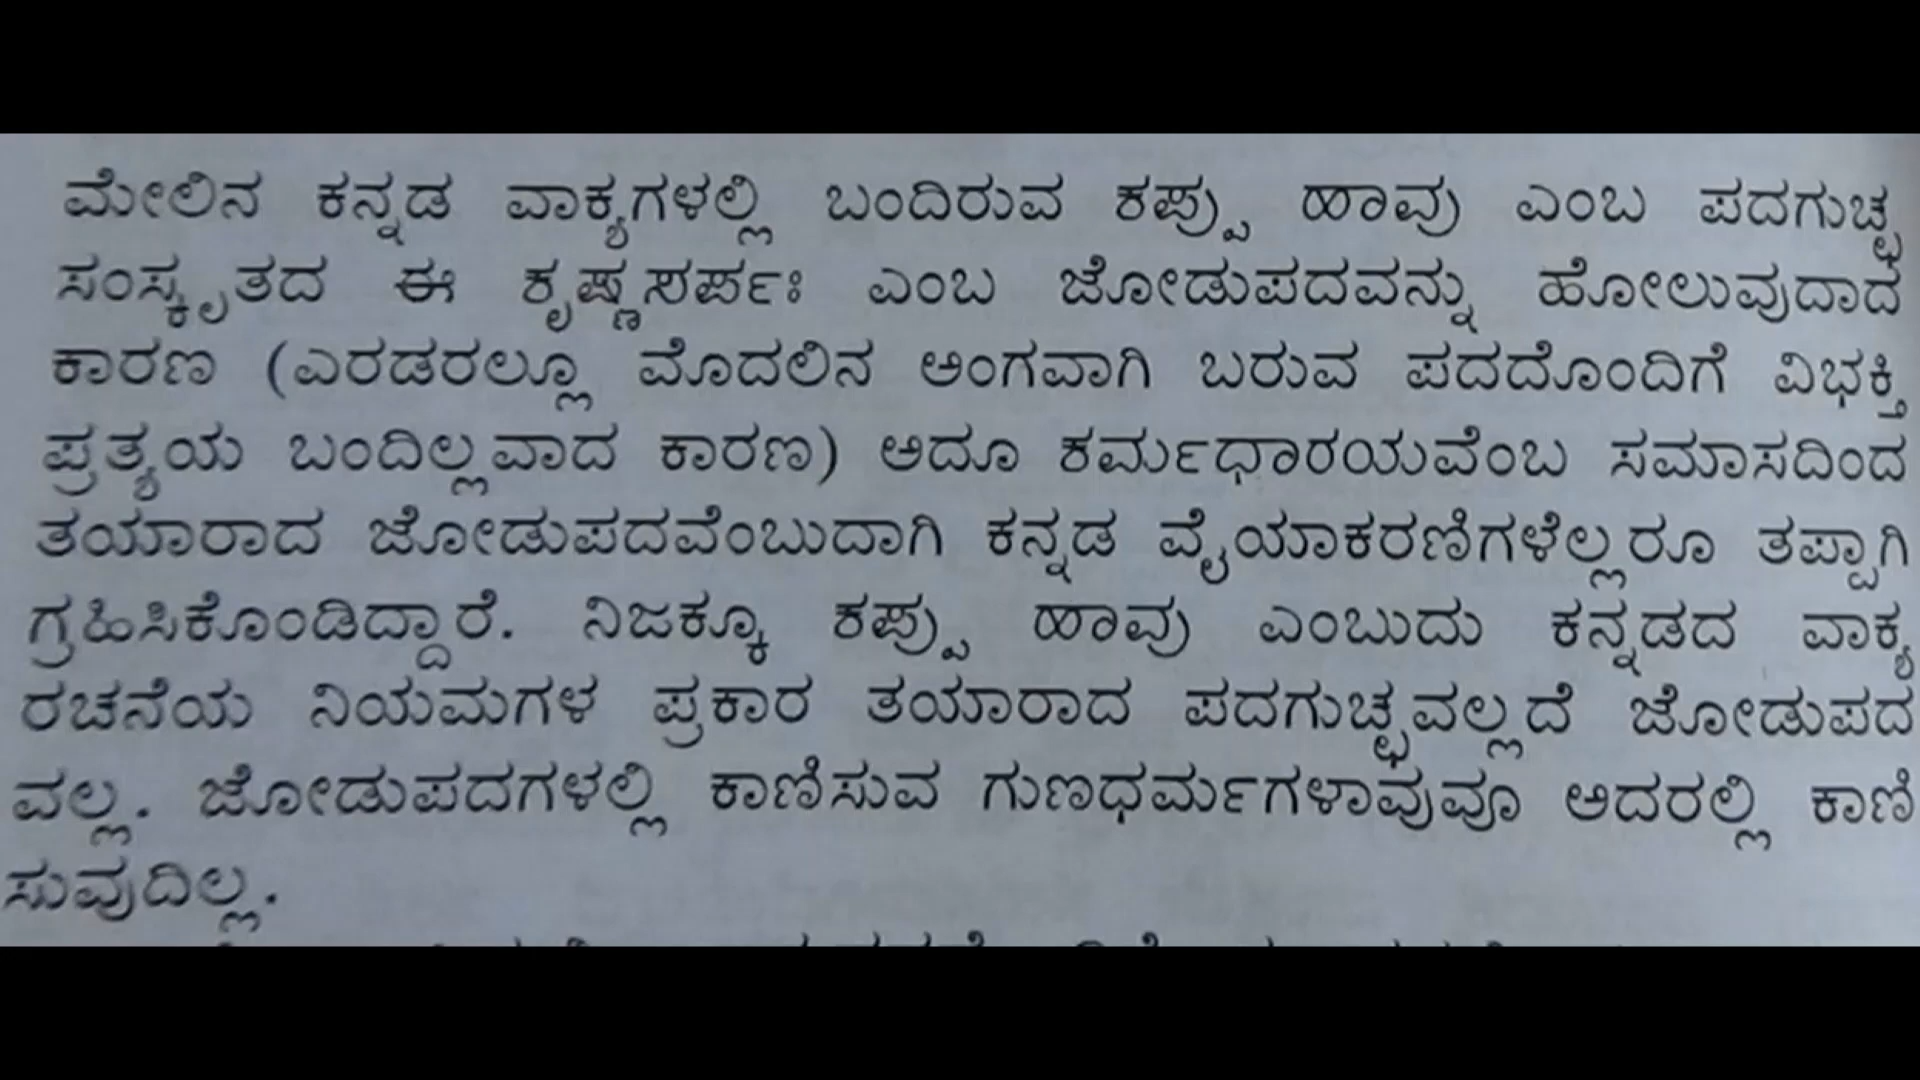 ಮೇಲಿನ ಕನ್ನಡ ವಾಕ್ಯಗಳಲ್ಲಿ ಬಂದಿರುವ ಕಪ್ಪು ಹಾವು ಎಂಬ ಪದಗುಚ್ಛ
ಸಂಸ್ಕೃತದ ಈ ಕೃಷ್ಣಸರ್ಪಃ ಎಂಬ ಜೋಡುಪದವನ್ನು ಹೋಲುವುದಾದ
ಕಾರಣ (ಎರಡರಲ್ಲೂ ಮೊದಲಿನ ಅಂಗವಾಗಿ ಬರುವ ಪದದೊಂದಿಗೆ ವಿಭಕ್ತಿ
ಪ್ರತ್ಯಯ ಬಂದಿಲ್ಲವಾದ ಕಾರಣ) ಅದೂ ಕರ್ಮಧಾರಯವೆಂಬ ಸಮಾಸದಿಂದ
ತಯಾರಾದ ಜೋಡುಪದವೆಂಬುದಾಗಿ ಕನ್ನಡ ವೈಯಾಕರಣಿಗಳೆಲ್ಲರೂ ತಪ್ಪಾಗಿ
ಗ್ರಹಿಸಿಕೊಂಡಿದ್ದಾರೆ. ನಿಜಕ್ಕೂ ಕಪ್ಪು ಹಾವು ಎಂಬುದು ಕನ್ನಡದ ವಾಕ್ಯ
ರಚನೆಯ ನಿಯಮಗಳ ಪ್ರಕಾರ ತಯಾರಾದ ಪದಗುಚ್ಛವಲ್ಲದೆ ಜೋಡುಪದ
ವಲ್ಲ. ಜೋಡುಪದಗಳಲ್ಲಿ ಕಾಣಿಸುವ ಗುಣಧರ್ಮಗಳಾವುವೂ ಅದರಲ್ಲಿ ಕಾಣಿ
ಸುವುದಿಲ್ಲ.